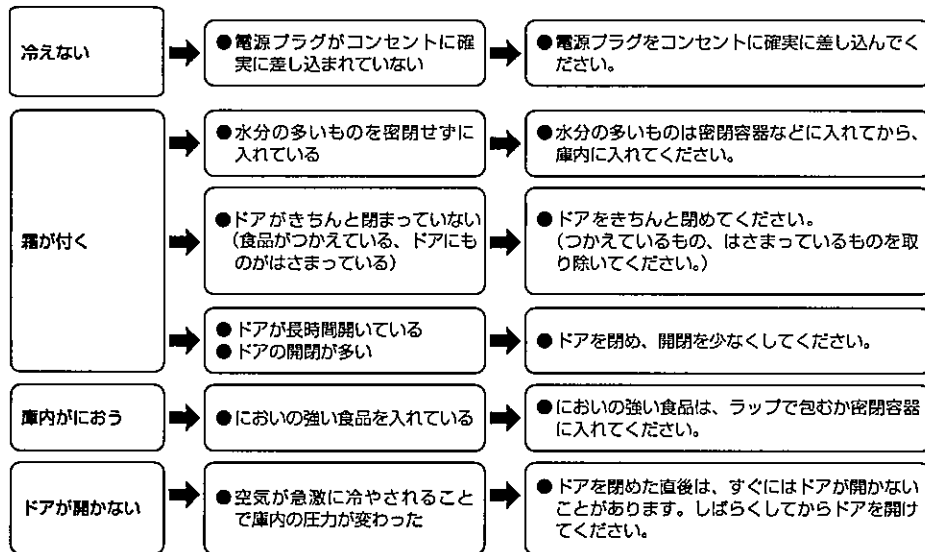 冷えない
●電源プラグがコンセントに確
実に差し込まれていない
●電源プラグをコンセントに確実に差し込んでく
ださい。
霜が付く
●水分の多いものを密閉せずに
入れている
●水分の多いものは密閉容器などに入れてから、
庫内に入れてください。
●ドアがきちんと閉まっていない
(食品がつかえている、ドアにも
のがはさまっている)
●ドアをきちんと閉めてください。
(つかえているもの、はさまっているものを取
り除いてください。)
●ドアが長時間開いている
●ドアの開閉が多い
●ドアを閉め、開閉を少なくしてください。
庫内がにおう
●においの強い食品を入れている
●においの強い食品は、ラップで包むか密閉容器
に入れてください。
ドアが開かない
●空気が急激に冷やされること
で庫内の圧力が変わった
●ドアを閉めた直後は、すぐにはドアが開かない
ことがあります。しばらくしてからドアを開け
てください。